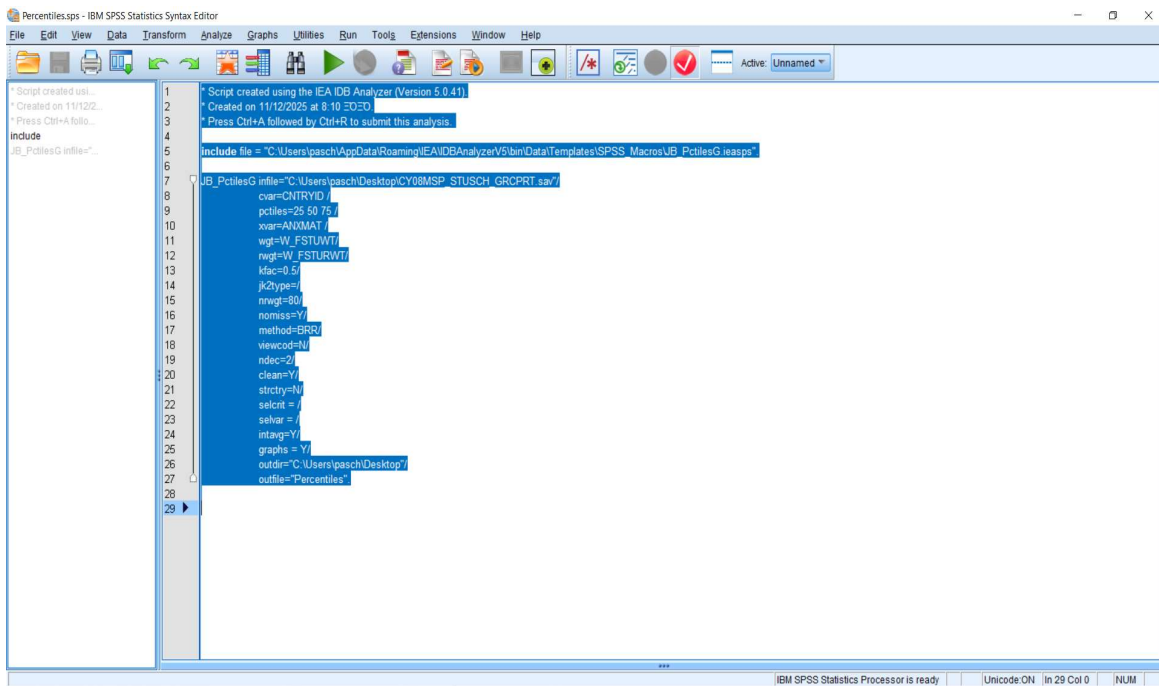 Percentiles.sps - IBM SPSS Statistics Syntax Editor
File Edit View Data Transform Analyze Graphs Utilities Run Tools Extensions Window Help
Active: Unnamed
* Script created usi...
* Created on 11/12/2...
* Press Ctrl+A follo...
include
JB_PctilesG infile="...
1 * Script created using the IEA IDB Analyzer (Version 5.0.41).
2 * Created on 11/12/2025 at 8:10
3 * Press Ctrl+A followed by Ctrl+R to submit this analysis.
4
5 include file = "C:\Users\pasch\AppData\Roaming\IEA\IDBAnalyzerV5\bin\Data\Templates\SPSS_Macros\JB_PctilesG.ieasps".
6
7 JB_PctilesG infile="C:\Users\pasch\Desktop\CY08MSP_STUSCH_GRCPRT.sav"/
8 cvar=CNTRYID /
9 pctiles=25 50 75 /
10 xvar=ANXMAT /
11 wgt=W_FSTUWT/
12 rwgt=W_FSTURWT/
13 kfac=0.5/
14 jk2type=/
15 nrwgt=80/
16 nomiss=Y/
17 method=BRR/
18 viewcod=N/
19 ndec=2/
20 clean=Y/
21 strctry=N/
22 selcrit = /
23 selvar = /
24 intavg=Y/
25 graphs = Y/
26 outdir="C:\Users\pasch\Desktop"/
27 outfile="Percentiles".
28
29
IBM SPSS Statistics Processor is ready Unicode:ON In 29 Col 0 NUM